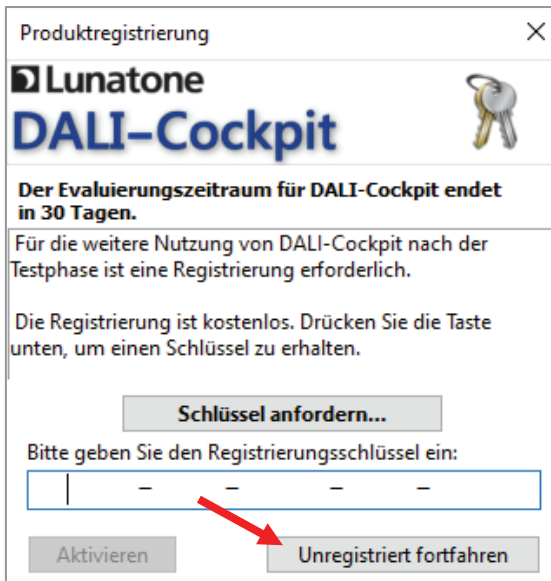 Produktregistrierung
Lunatone
DALI-Cockpit
Der Evaluierungszeitraum für DALI-Cockpit endet
in 30 Tagen.
Für die weitere Nutzung von DALI-Cockpit nach der
Testphase ist eine Registrierung erforderlich.
Die Registrierung ist kostenlos. Drücken Sie die Taste
unten, um einen Schlüssel zu erhalten.
Schlüssel anfordern...
Bitte geben Sie den Registrierungsschlüssel ein:
– – – –
Aktivieren Unregistriert fortfahren